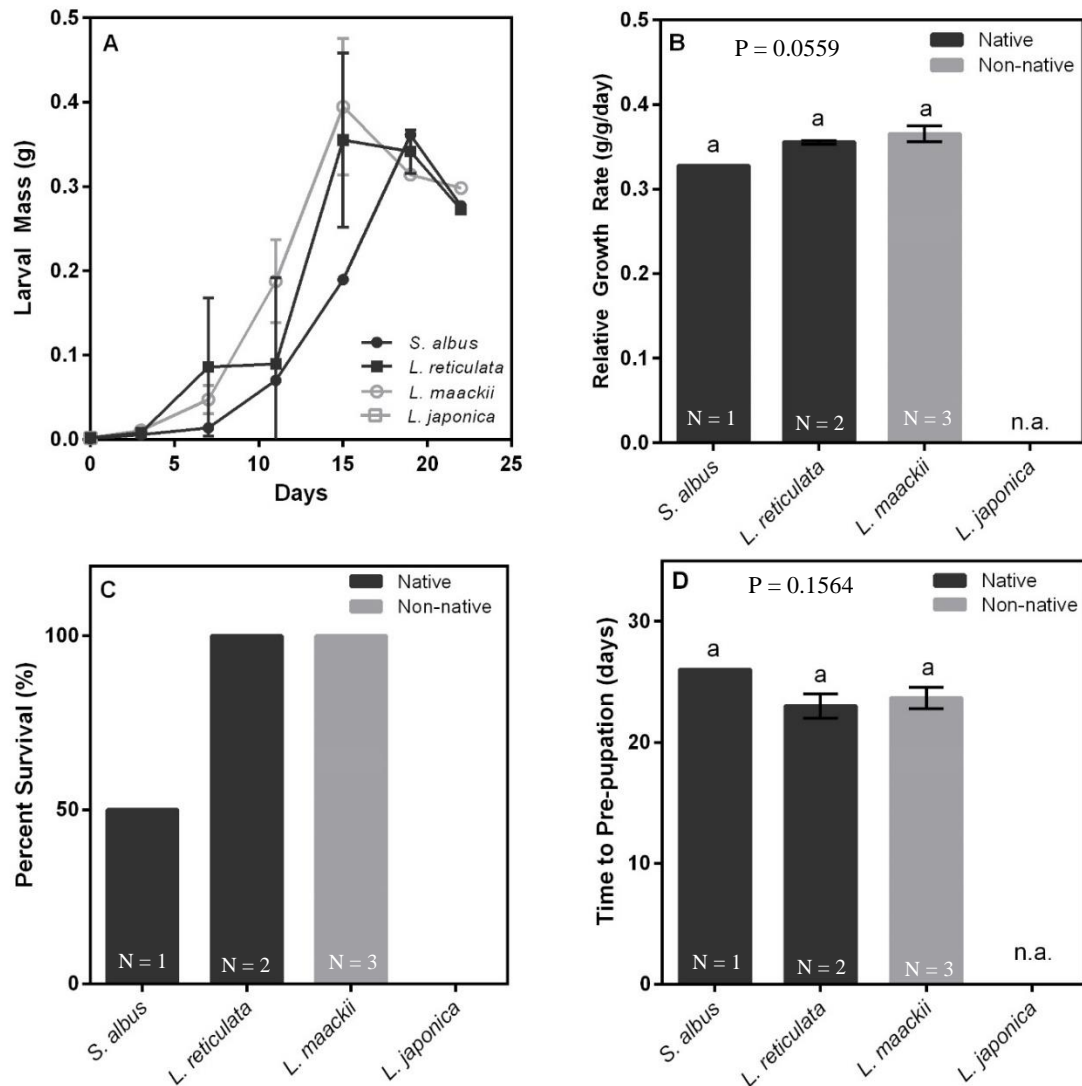 A
Larval Mass (g)
0.5
0.4
0.3
0.2
0.1
0.0
0 5 10 15 20 25
Days
S. albus
L. reticulata
L. maackii
L. japonica
B
P = 0.0559
Native
Non-native
Relative Growth Rate (g/g/day)
0.5
0.4
0.3
0.2
0.1
0.0
a a a
N = 1 N = 2 N = 3 n.a.
S. albus L. reticulata L. maackii L. japonica
C
Native
Non-native
Percent Survival (%)
100
50
0
N = 1 N = 2 N = 3
S. albus L. reticulata L. maackii L. japonica
D
P = 0.1564
Native
Non-native
Time to Pre-pupation (days)
30
20
10
0
a a a
N = 1 N = 2 N = 3 n.a.
S. albus L. reticulata L. maackii L. japonica